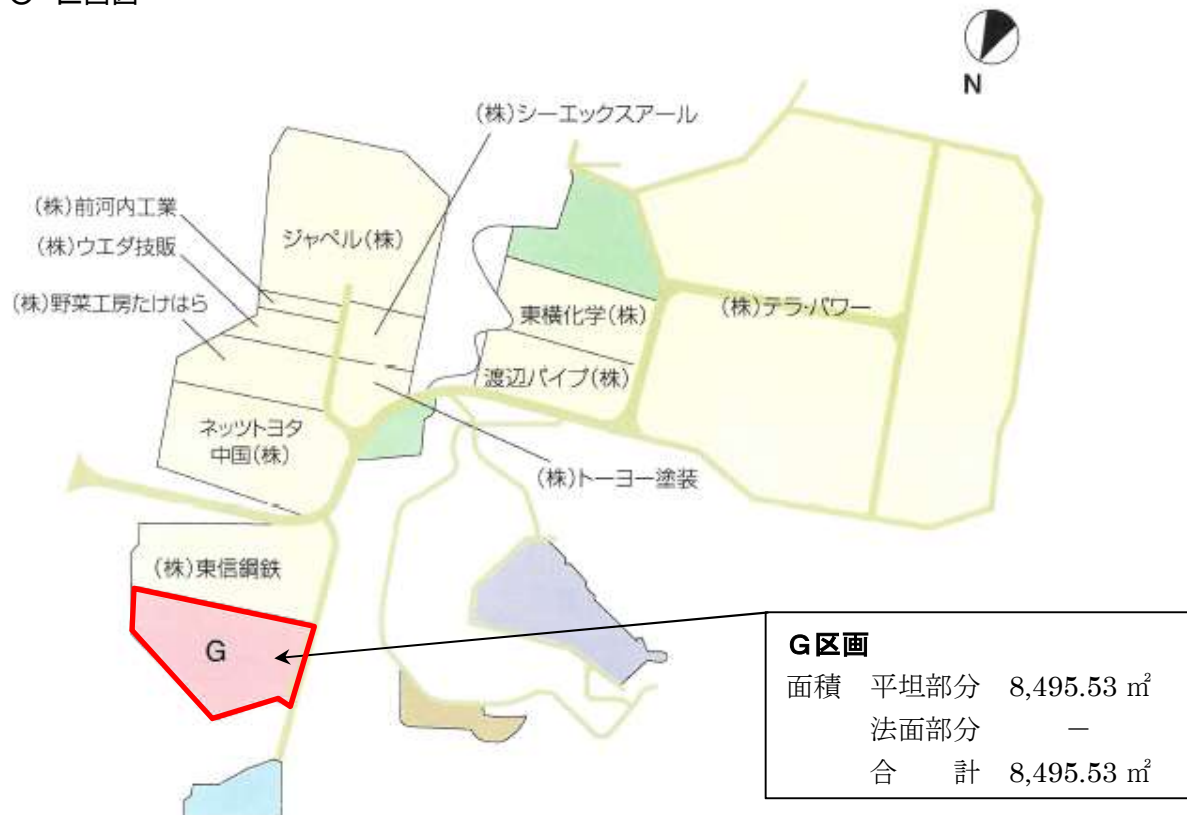 N
(株)シーエックスアール
(株)前河内工業
(株)ウエダ技販
(株)野菜工房たけはら
ジャペル(株)
東横化学(株)
(株)テラ・パワー
渡辺パイプ(株)
ネッツトヨタ
中国(株)
(株)トーヨー塗装
(株)東信鋼鉄
G
G区画
面積 平坦部分 8,495.53 ㎡
法面部分 －
合 計 8,495.53 ㎡